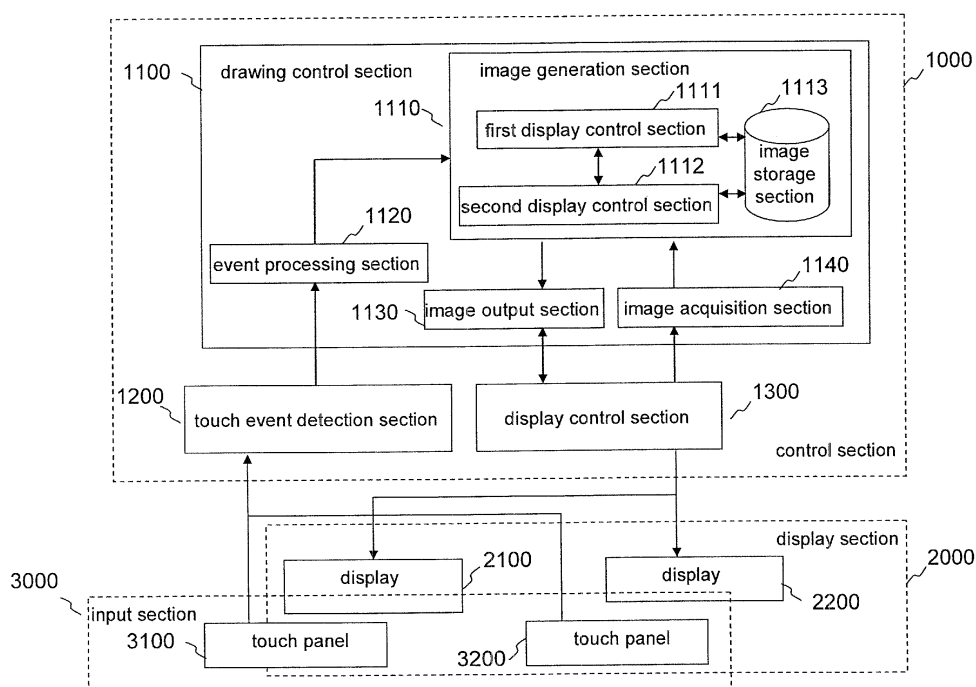 1100
drawing control section
image generation section
1000
1110
1111
1113
first display control section
image
storage
section
1112
second display control section
1120
event processing section
1140
1130
image output section
image acquisition section
1200
touch event detection section
display control section
1300
control section
display section
3000
display
2100
display
2000
2200
input section
3100
touch panel
3200
touch panel